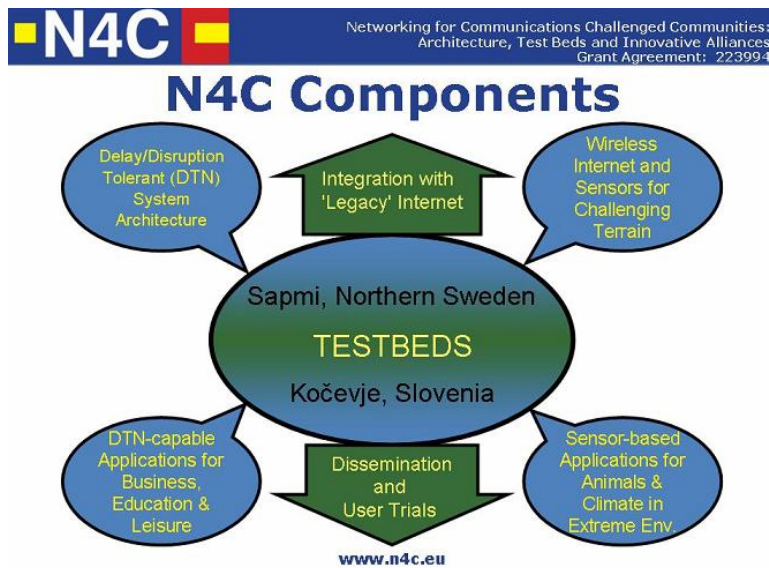 N4C
Networking for Communications Challenged Communities:
Architecture, Test Beds and Innovative Alliances
Grant Agreement: 223994
N4C Components
Delay/Disruption
Tolerant (DTN)
System
Architecture
Integration with
'Legacy' Internet
Wireless
Internet and
Sensors for
Challenging
Terrain
Sapmi, Northern Sweden
TESTBEDS
Kočevje, Slovenia
DTN-capable
Applications for
Business,
Education &
Leisure
Dissemination
and
User Trials
Sensor-based
Applications for
Animals &
Climate in
Extreme Env.
www.n4c.eu